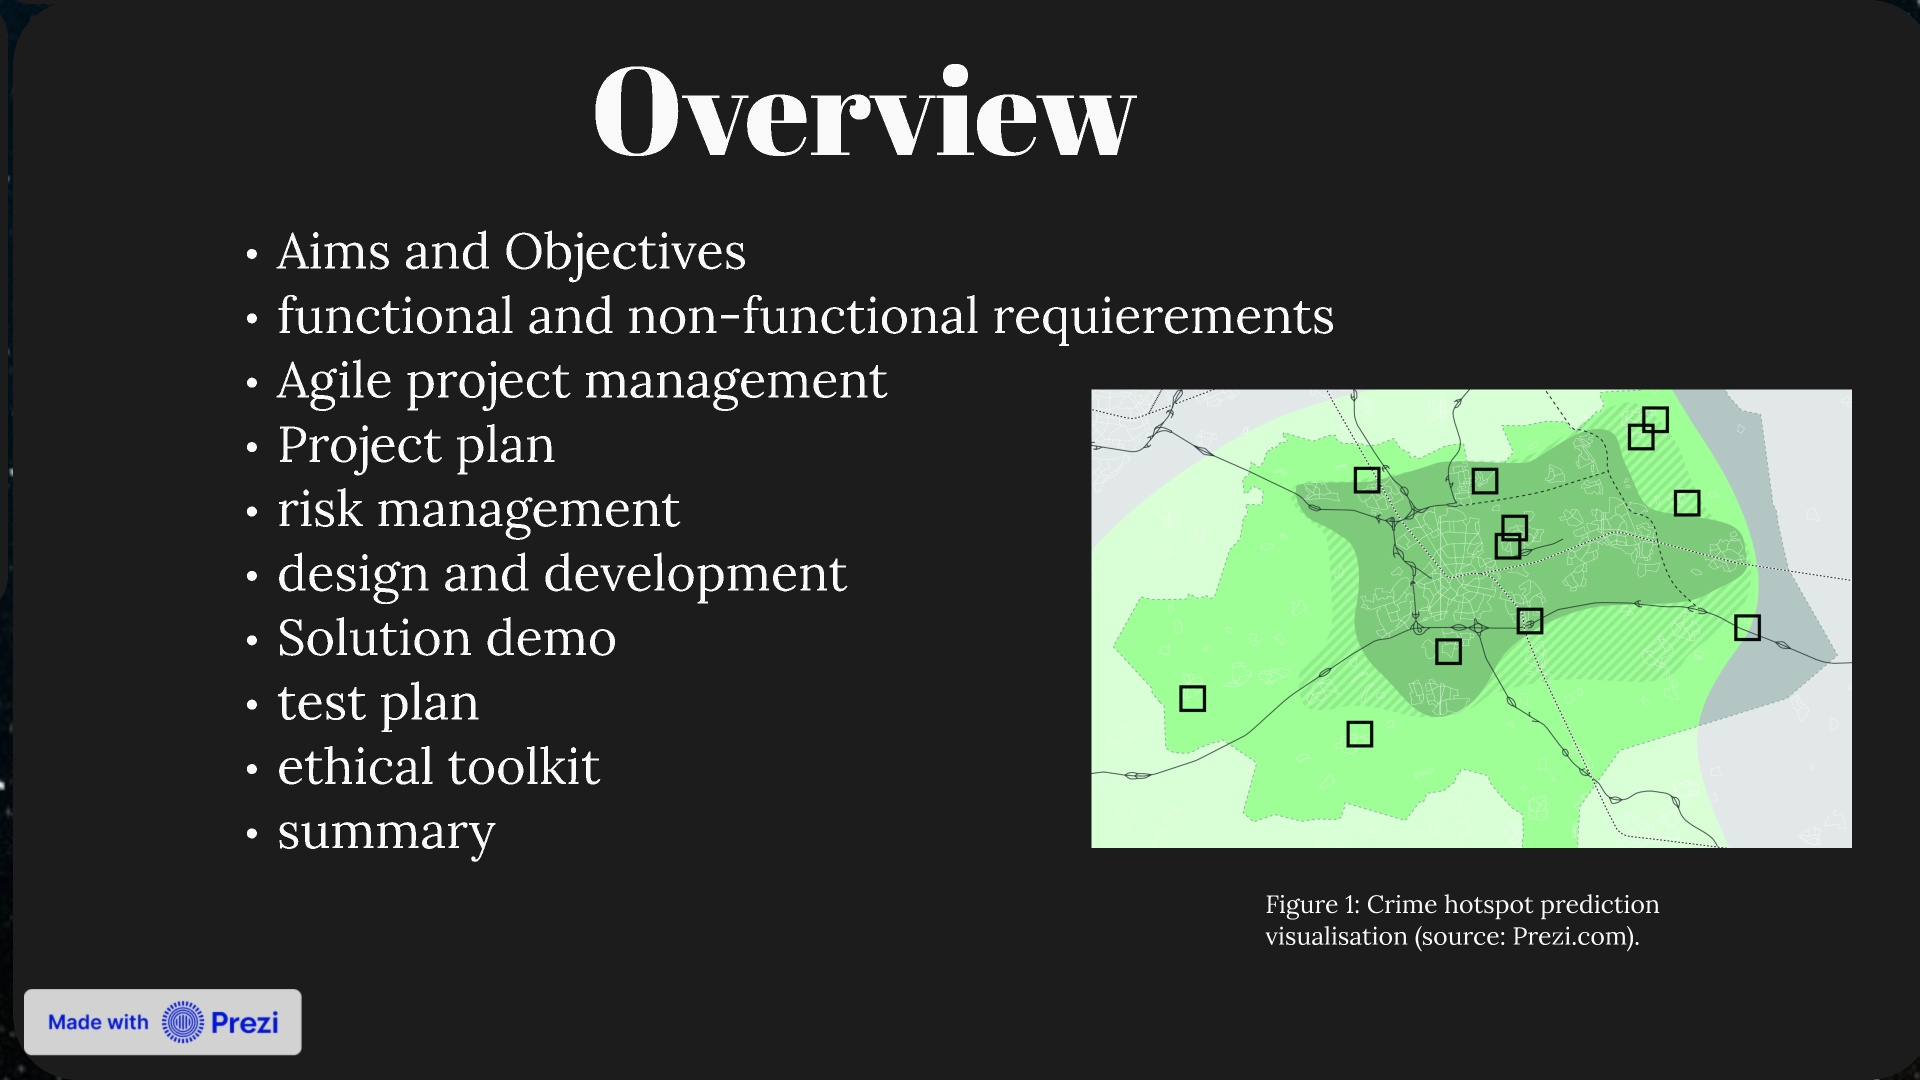 Overview
• Aims and Objectives
• functional and non-functional requierements
• Agile project management
• Project plan
• risk management
• design and development
• Solution demo
• test plan
• ethical toolkit
• summary
Figure 1: Crime hotspot prediction
visualisation (source: Prezi.com).
Made with Prezi